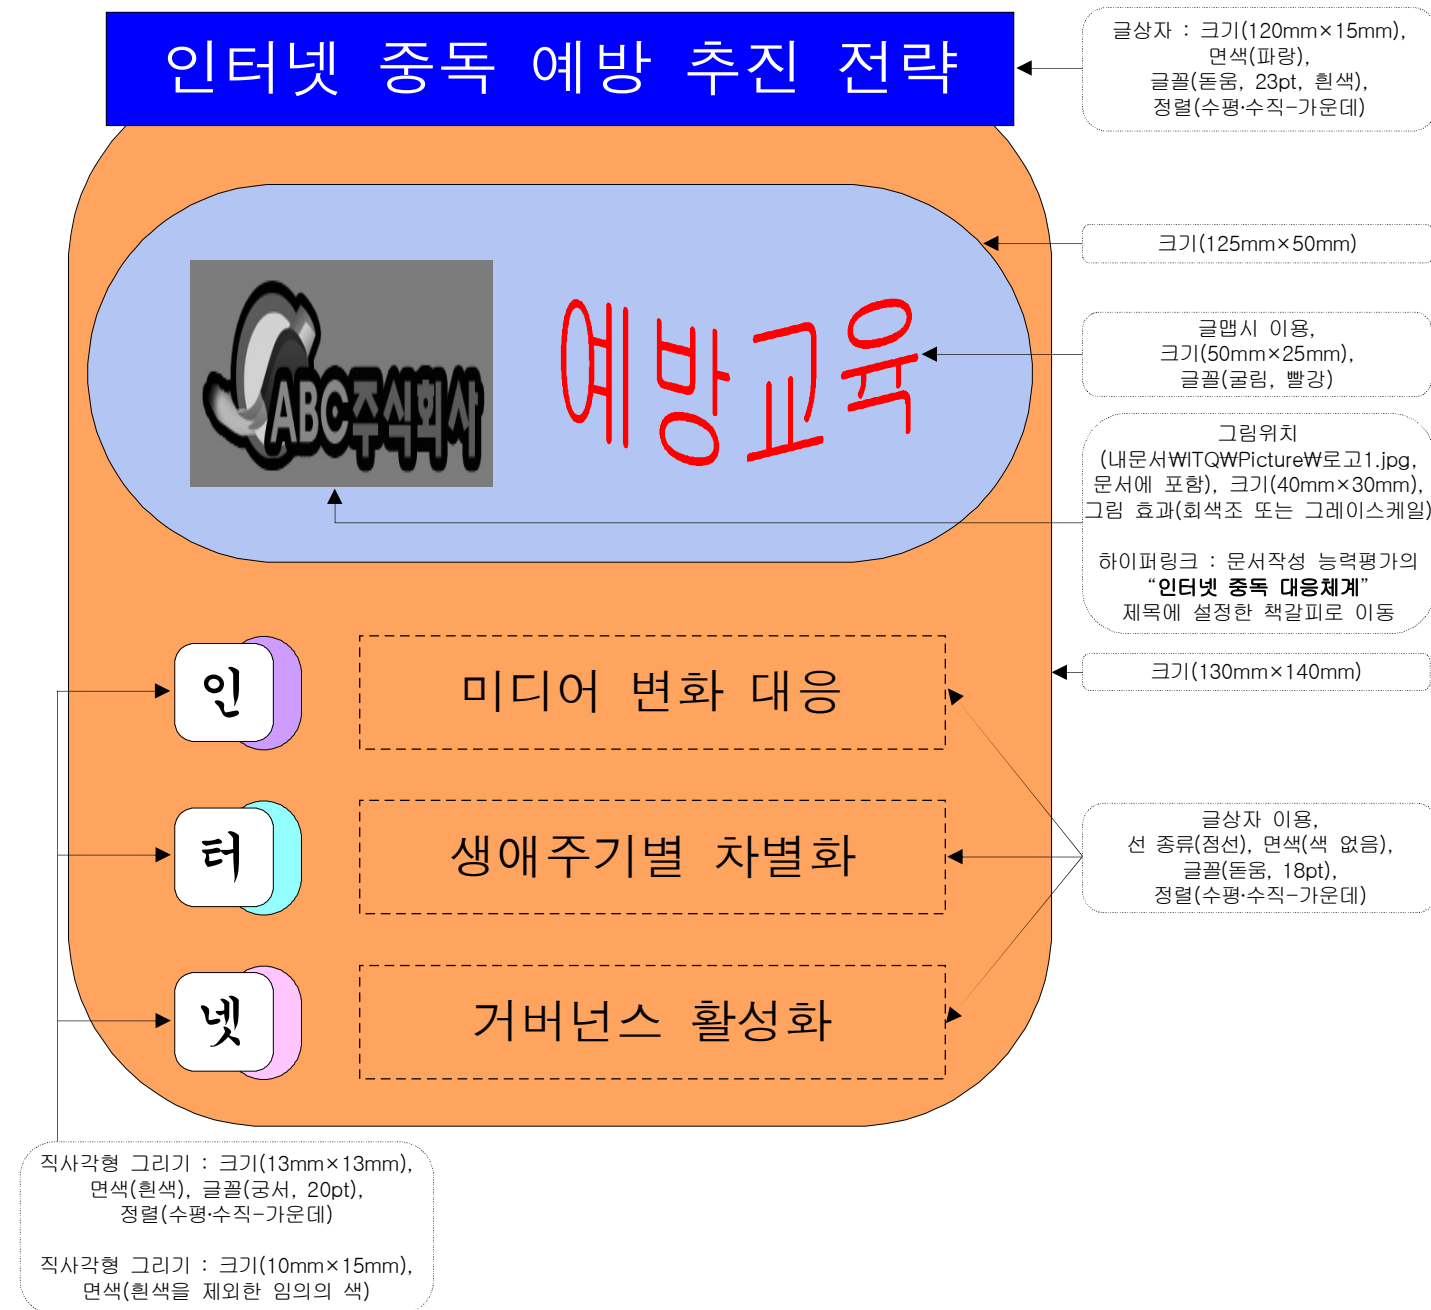 인터넷 중독 예방 추진 전략
글상자 : 크기(120mm×15mm),
면색(파랑),
글꼴(돋움, 23pt, 흰색),
정렬(수평·수직-가운데)
크기(125mm×50mm)
ABC주식회사
예방교육
글맵시 이용,
크기(50mm×25mm),
글꼴(굴림, 빨강)
그림위치
(내문서₩ITQ₩Picture₩로고1.jpg,
문서에 포함), 크기(40mm×30mm),
그림 효과(회색조 또는 그레이스케일)
하이퍼링크 : 문서작성 능력평가의
“인터넷 중독 대응체계”
제목에 설정한 책갈피로 이동
크기(130mm×140mm)
인
미디어 변화 대응
터
생애주기별 차별화
글상자 이용,
선 종류(점선), 면색(색 없음),
글꼴(돋움, 18pt),
정렬(수평·수직-가운데)
넷
거버넌스 활성화
직사각형 그리기 : 크기(13mm×13mm),
면색(흰색), 글꼴(궁서, 20pt),
정렬(수평·수직-가운데)
직사각형 그리기 : 크기(10mm×15mm),
면색(흰색을 제외한 임의의 색)